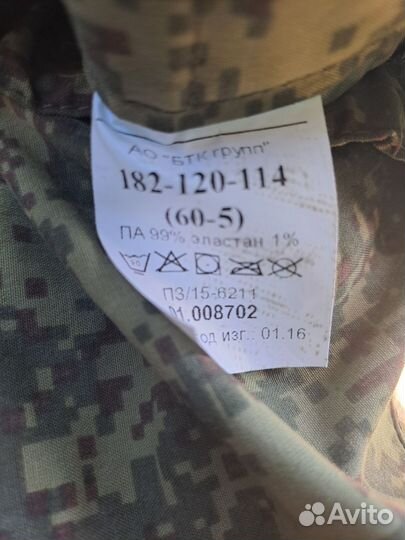 АО "БТК групп"
182-120-114
(60-5)
ПА 99% эластан 1%
ПЗ/15-6211
01.008702
од изг.: 01.16
Avito